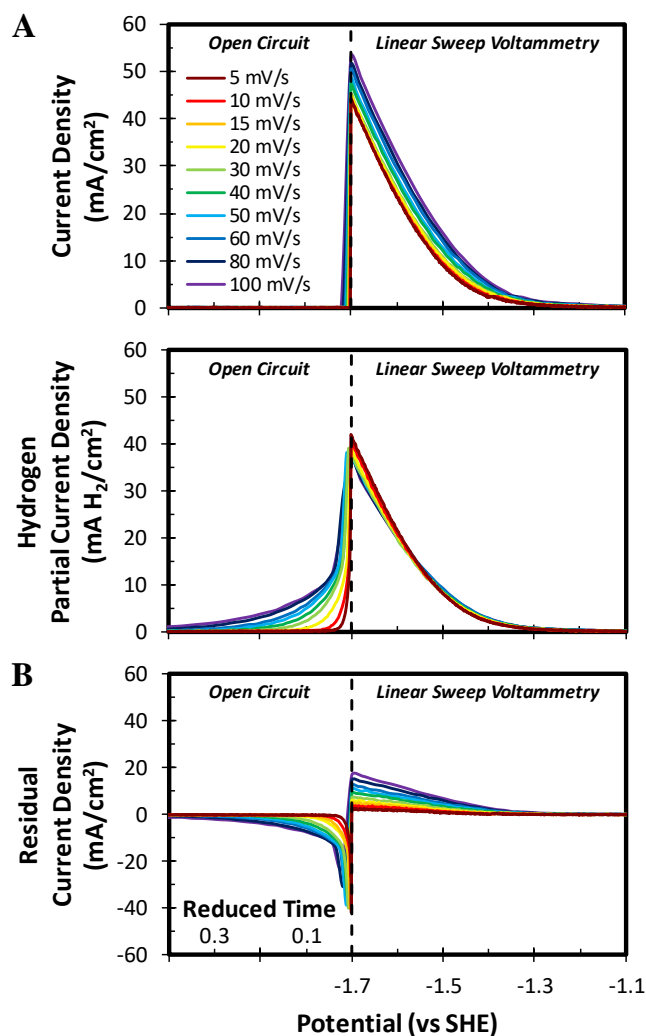 A
Open Circuit
Linear Sweep Voltammetry
5 mV/s
10 mV/s
15 mV/s
20 mV/s
30 mV/s
40 mV/s
50 mV/s
60 mV/s
80 mV/s
100 mV/s
60
50
40
30
20
10
0
Current Density
(mA/cm²)
Open Circuit
Linear Sweep Voltammetry
60
50
40
30
20
10
0
Hydrogen
Partial Current Density
(mA H₂/cm²)
B
Open Circuit
Linear Sweep Voltammetry
60
40
20
0
-20
-40
-60
Residual
Current Density
(mA/cm²)
Reduced Time
0.3 0.1
-1.7 -1.5 -1.3 -1.1
Potential (vs SHE)